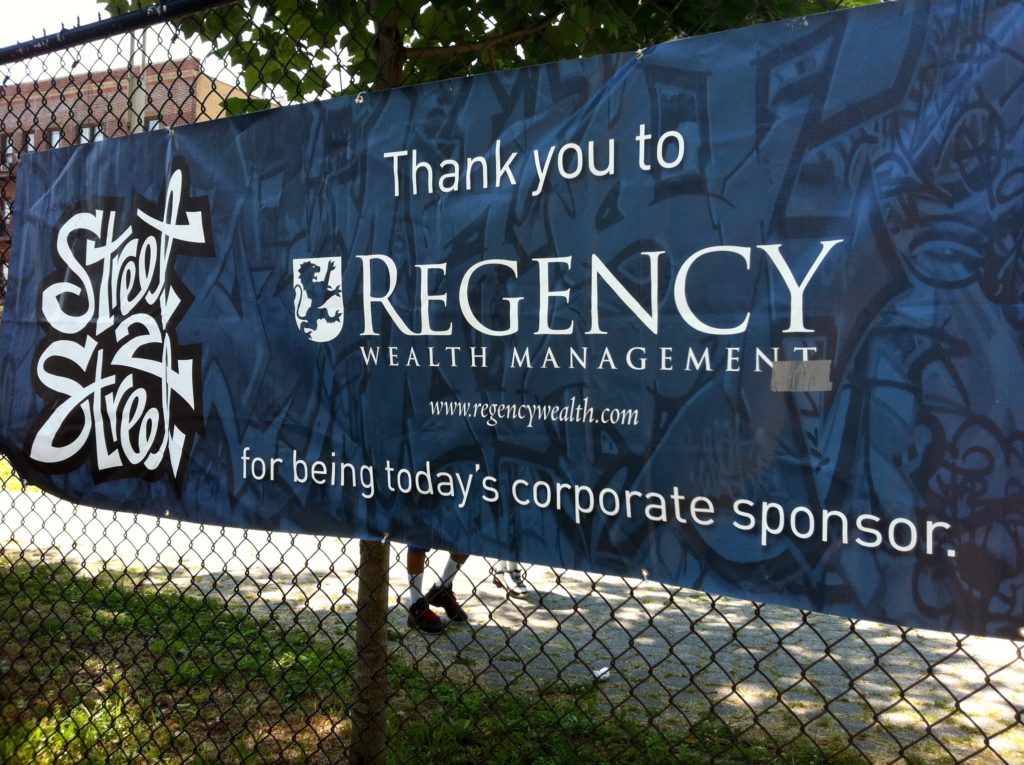 Street
2
Street
Thank you to
REGENCY
WEALTH MANAGEMENT
www.regencywealth.com
for being today's corporate sponsor.